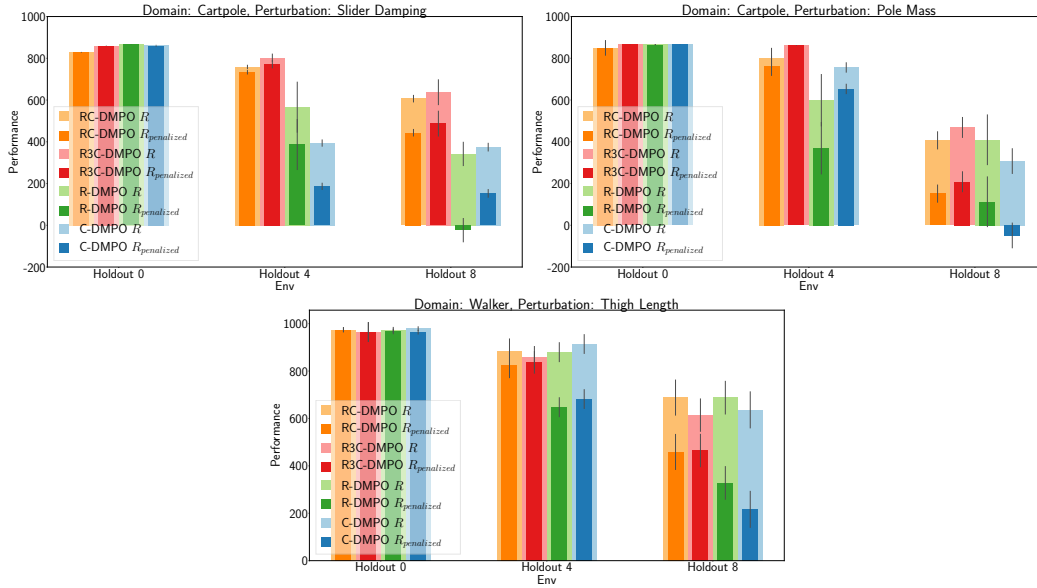 Domain: Cartpole, Perturbation: Slider Damping
1000
800
600
400
200
0
-200
Performance
RC-DMPO R
RC-DMPO R_penalized
R3C-DMPO R
R3C-DMPO R_penalized
R-DMPO R
R-DMPO R_penalized
C-DMPO R
C-DMPO R_penalized
Holdout 0
Holdout 4
Holdout 8
Env
Domain: Cartpole, Perturbation: Pole Mass
1000
800
600
400
200
0
-200
Performance
RC-DMPO R
RC-DMPO R_penalized
R3C-DMPO R
R3C-DMPO R_penalized
R-DMPO R
R-DMPO R_penalized
C-DMPO R
C-DMPO R_penalized
Holdout 0
Holdout 4
Holdout 8
Env
Domain: Walker, Perturbation: Thigh Length
1000
800
600
400
200
0
Performance
RC-DMPO R
RC-DMPO R_penalized
R3C-DMPO R
R3C-DMPO R_penalized
R-DMPO R
R-DMPO R_penalized
C-DMPO R
C-DMPO R_penalized
Holdout 0
Holdout 4
Holdout 8
Env